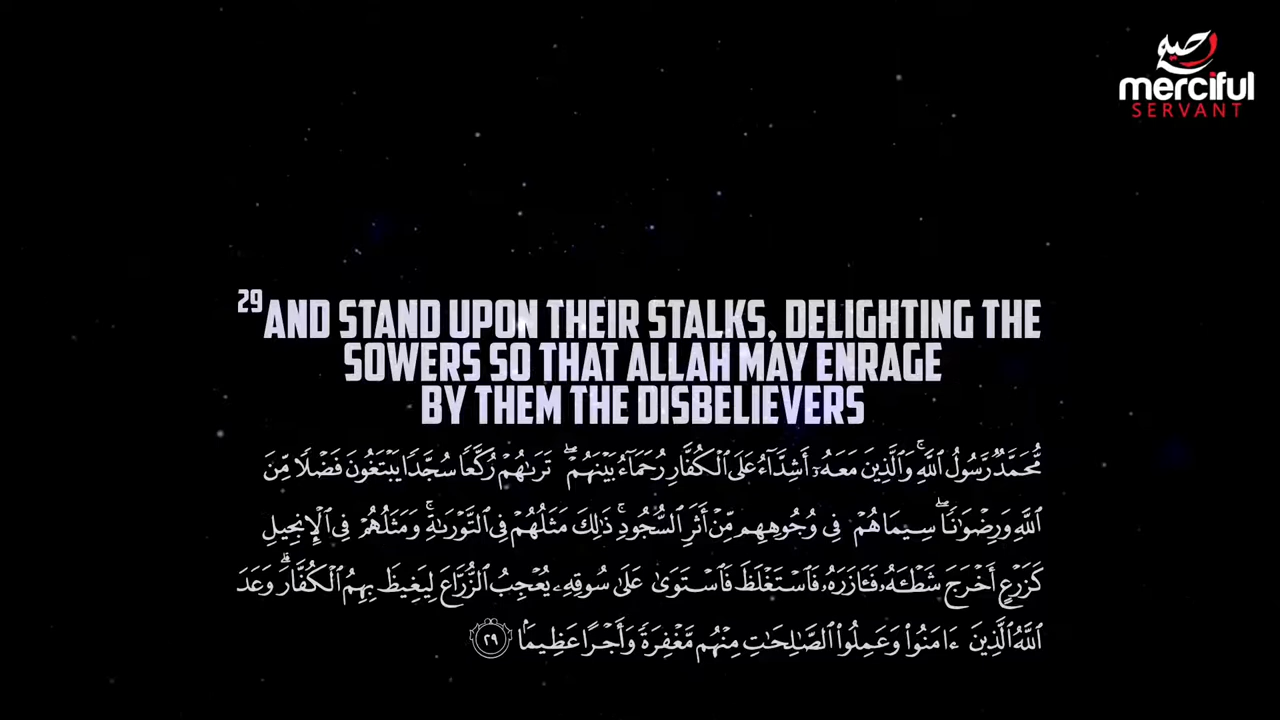 رحيم
merciful
SERVANT
29 AND STAND UPON THEIR STALKS, DELIGHTING THE
SOWERS SO THAT ALLAH MAY ENRAGE
BY THEM THE DISBELIEVERS
مُّحَمَّدٌ رَّسُولُ ٱللَّهِ ۚ وَٱلَّذِينَ مَعَهُۥٓ أَشِدَّآءُ عَلَى ٱلْكُفَّارِ رُحَمَآءُ بَيْنَهُمْ ۖ تَرَىٰهُمْ رُكَّعًا سُجَّدًا يَبْتَغُونَ فَضْلًا مِّنَ
ٱللَّهِ وَرِضْوَٰنًا ۖ سِيمَاهُمْ فِى وُجُوهِهِم مِّنْ أَثَرِ ٱلسُّجُودِ ۚ ذَٰلِكَ مَثَلُهُمْ فِى ٱلتَّوْرَىٰةِ ۚ وَمَثَلُهُمْ فِى ٱلْإِنجِيلِ
كَزَرْعٍ أَخْرَجَ شَطْـَٔهُۥ فَـَٔازَرَهُۥ فَٱسْتَغْلَظَ فَٱسْتَوَىٰ عَلَىٰ سُوقِهِۦ يُعْجِبُ ٱلزُّرَّاعَ لِيَغِيظَ بِهِمُ ٱلْكُفَّارَ ۗ وَعَدَ
ٱللَّهُ ٱلَّذِينَ ءَامَنُوا۟ وَعَمِلُوا۟ ٱلصَّٰلِحَٰتِ مِنْهُم مَّغْفِرَةً وَأَجْرًا عَظِيمًۢا ٢٩